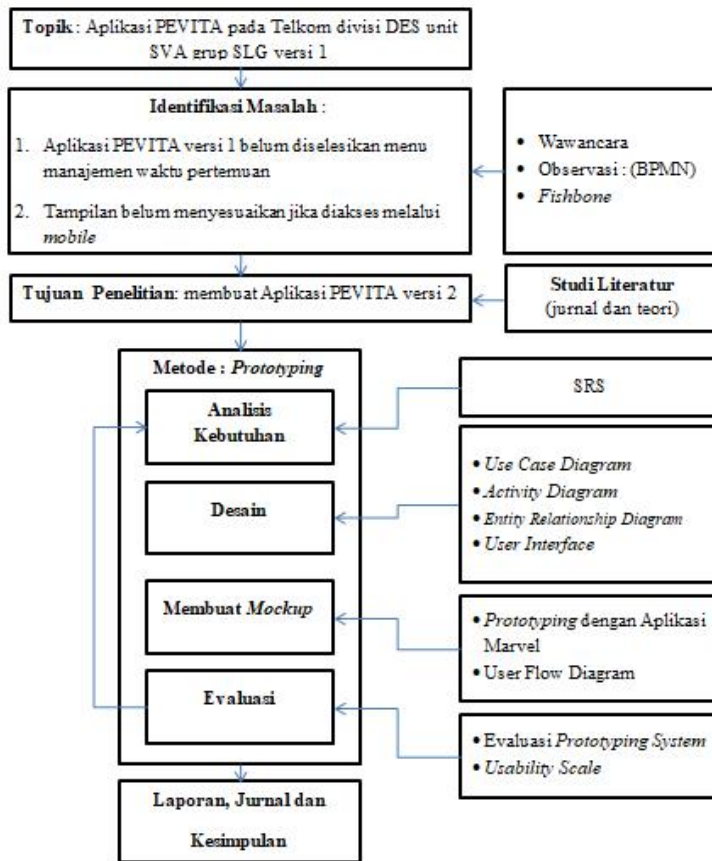 Topik : Aplikasi PEVITA pada Telkom divisi DES unit
SVA grup SLG versi 1
Identifikasi Masalah :
1. Aplikasi PEVITA versi 1 belum diselesikan menu
manajemen waktu pertemuan
2. Tampilan belum menyesuaikan jika diakses melalui
mobile
• Wawancara
• Observasi : (BPMN)
• Fishbone
Tujuan Penelitian: membuat Aplikasi PEVITA versi 2
Studi Literatur
(jurnal dan teori)
Metode : Prototyping
Analisis
Kebutuhan
SRS
Desain
• Use Case Diagram
• Activity Diagram
• Entity Relationship Diagram
• User Interface
Membuat Mockup
• Prototyping dengan Aplikasi
Marvel
• User Flow Diagram
Evaluasi
• Evaluasi Prototyping System
• Usability Scale
Laporan, Jurnal dan
Kesimpulan